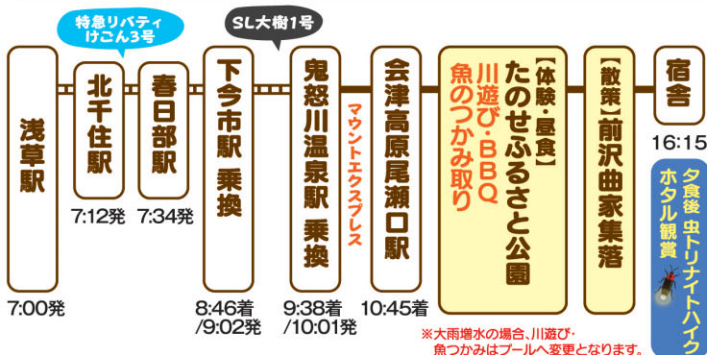 特急リバティ
けごん3号
SL大樹1号
浅草駅
7:00発
北千住駅
7:12発
春日部駅
7:34発
下今市駅 乗換
8:46着
/9:02発
鬼怒川温泉駅 乗換
9:38着
/10:01発
マウントエクスプレス
会津高原尾瀬口駅
10:45着
【体験・昼食】
たのせふるさと公園
川遊び・BBQ
魚のつかみ取り
※大雨増水の場合、川遊び・
魚つかみはプールへ変更となります。
【散策】前沢曲家集落
宿舎
16:15
夕食後 虫トリナイトハイク
ホタル観賞